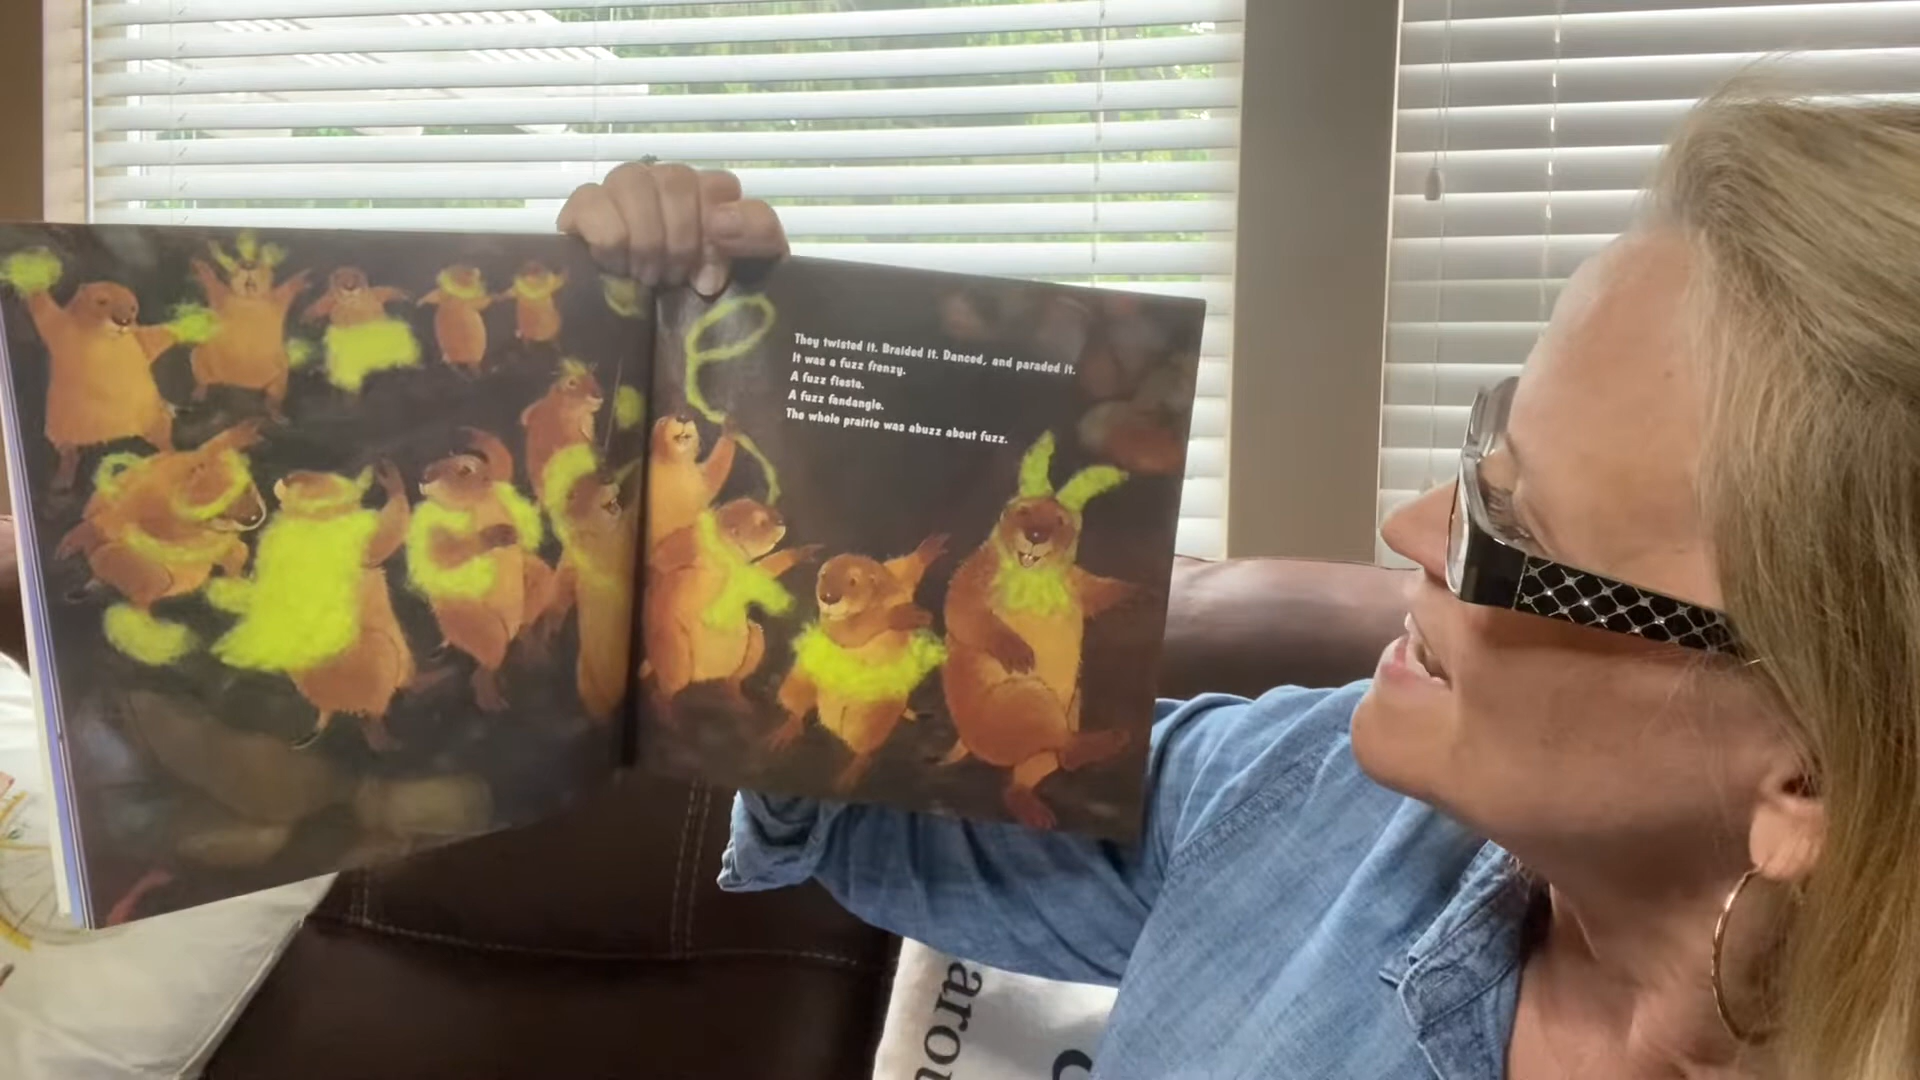 They twisted it. Braided it. Danced, and paraded it.
It was a fuzz frenzy.
A fuzz fiesta.
A fuzz fandangle.
The whole prairie was abuzz about fuzz.
arou